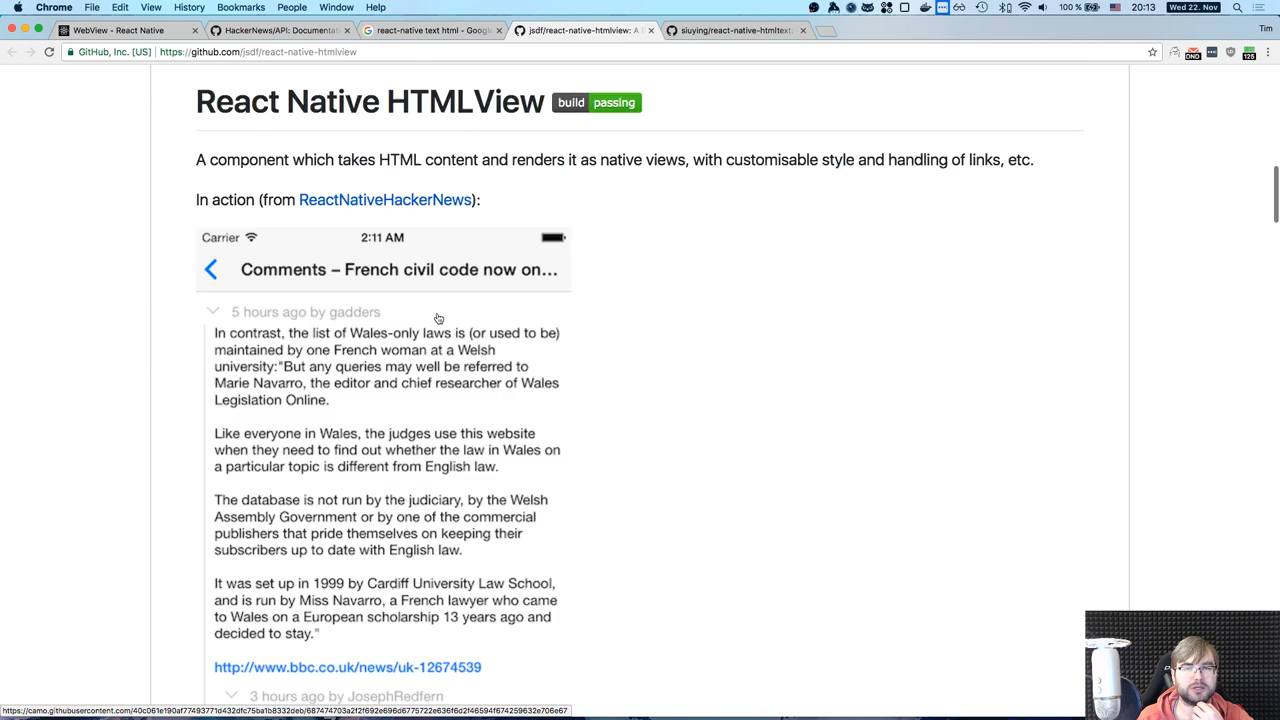 Chrome File Edit View History Bookmarks People Window Help 100 % Wed 22. Nov 20:13
WebView - React Native
HackerNews/API: Documentat
react-native text html - Google
jsdf/react-native-htmlview: A
siuying/react-native-htmltext:
Tim
GitHub, Inc. [US] https://github.com/jsdf/react-native-htmlview
DND
125
React Native HTMLView build passing
A component which takes HTML content and renders it as native views, with customisable style and handling of links, etc.
In action (from ReactNativeHackerNews):
Carrier 2:11 AM
Comments – French civil code now on…
5 hours ago by gadders
In contrast, the list of Wales-only laws is (or used to be)
maintained by one French woman at a Welsh
university:"But any queries may well be referred to
Marie Navarro, the editor and chief researcher of Wales
Legislation Online.
Like everyone in Wales, the judges use this website
when they need to find out whether the law in Wales on
a particular topic is different from English law.
The database is not run by the judiciary, by the Welsh
Assembly Government or by one of the commercial
publishers that pride themselves on keeping their
subscribers up to date with English law.
It was set up in 1999 by Cardiff University Law School,
and is run by Miss Navarro, a French lawyer who came
to Wales on a European scholarship 13 years ago and
decided to stay."
http://www.bbc.co.uk/news/uk-12674539
3 hours ago by JosephRedfern